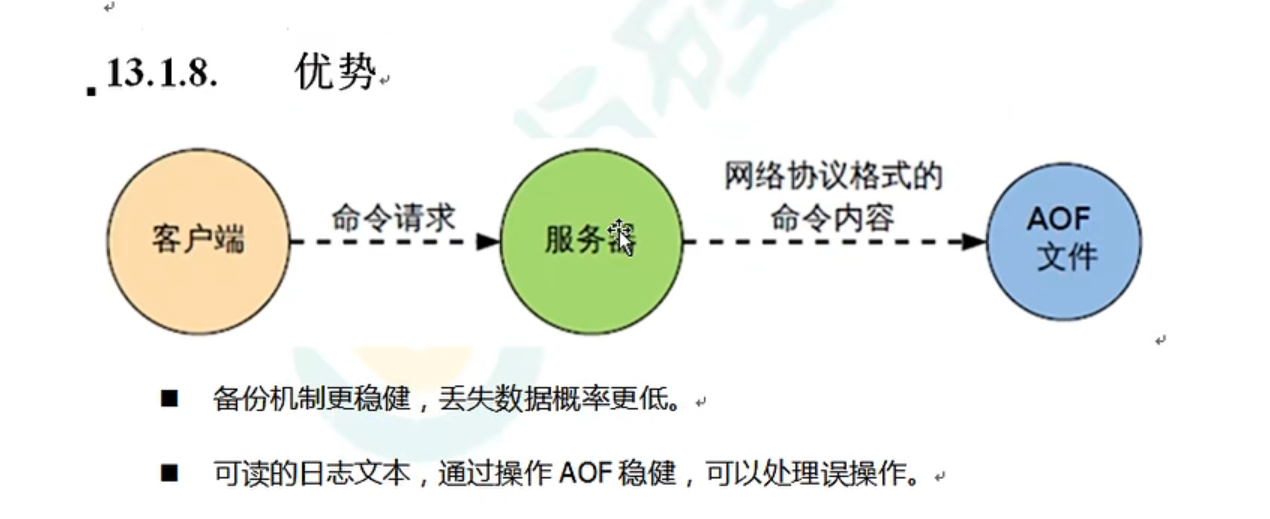 13.1.8. 优势
客户端
命令请求
服务器
网络协议格式的
命令内容
AOF
文件
■ 备份机制更稳健，丢失数据概率更低。
■ 可读的日志文本，通过操作 AOF 稳健，可以处理误操作。